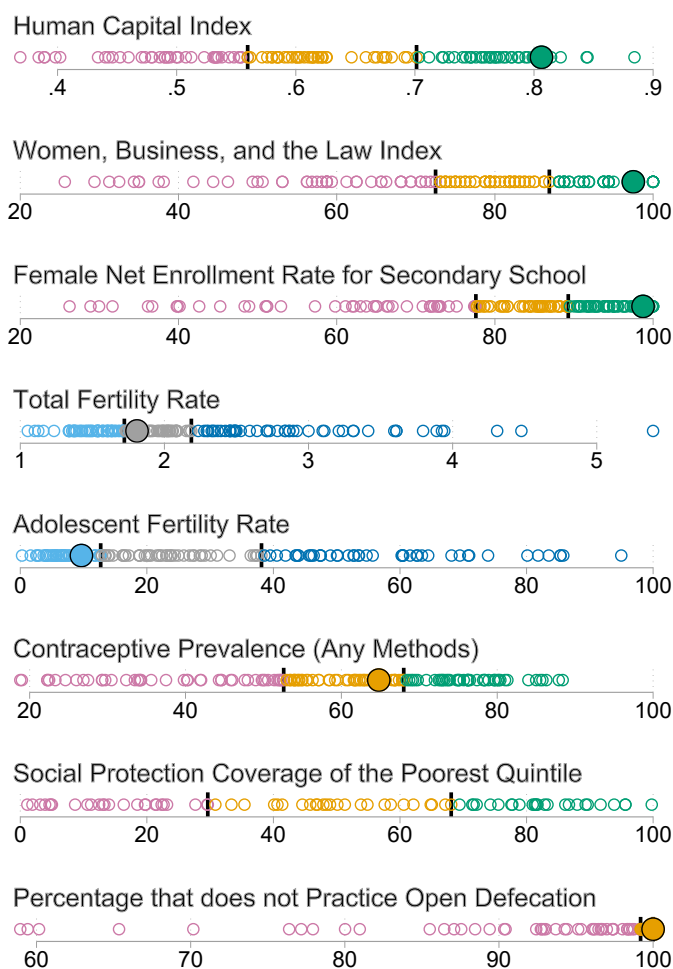 Human Capital Index
.4 .5 .6 .7 .8 .9
Women, Business, and the Law Index
20 40 60 80 100
Female Net Enrollment Rate for Secondary School
20 40 60 80 100
Total Fertility Rate
1 2 3 4 5
Adolescent Fertility Rate
0 20 40 60 80 100
Contraceptive Prevalence (Any Methods)
20 40 60 80 100
Social Protection Coverage of the Poorest Quintile
0 20 40 60 80 100
Percentage that does not Practice Open Defecation
60 70 80 90 100